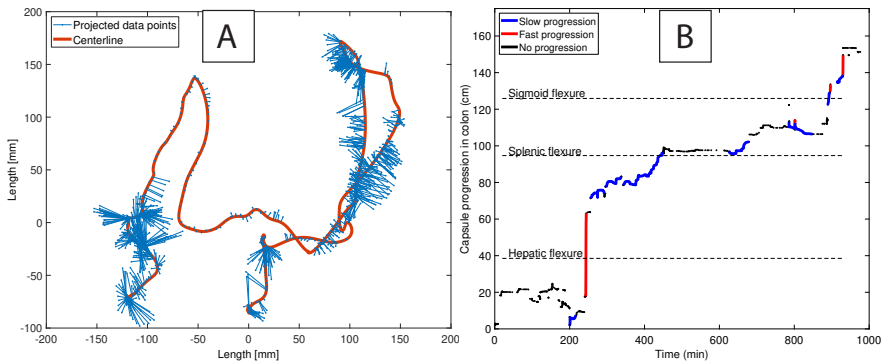 A
Projected data points
Centerline
200
150
100
50
0
-50
-100
Length [mm]
-200
-150
-100
-50
0
50
100
150
200
Length [mm]
B
Slow progression
Fast progression
No progression
160
140
120
100
80
60
40
20
0
Capsule progression in colon (cm)
Sigmoid flexure
Splenic flexure
Hepatic flexure
0
200
400
600
800
1000
Time (min)